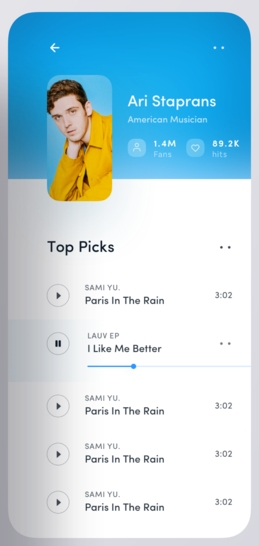 Ari Staprans
American Musician
1.4M 89.2K
Fans hits
Top Picks
SAMI YU.
Paris In The Rain 3:02
LAUV EP
I Like Me Better
SAMI YU.
Paris In The Rain 3:02
SAMI YU.
Paris In The Rain 3:02
SAMI YU.
Paris In The Rain 3:02